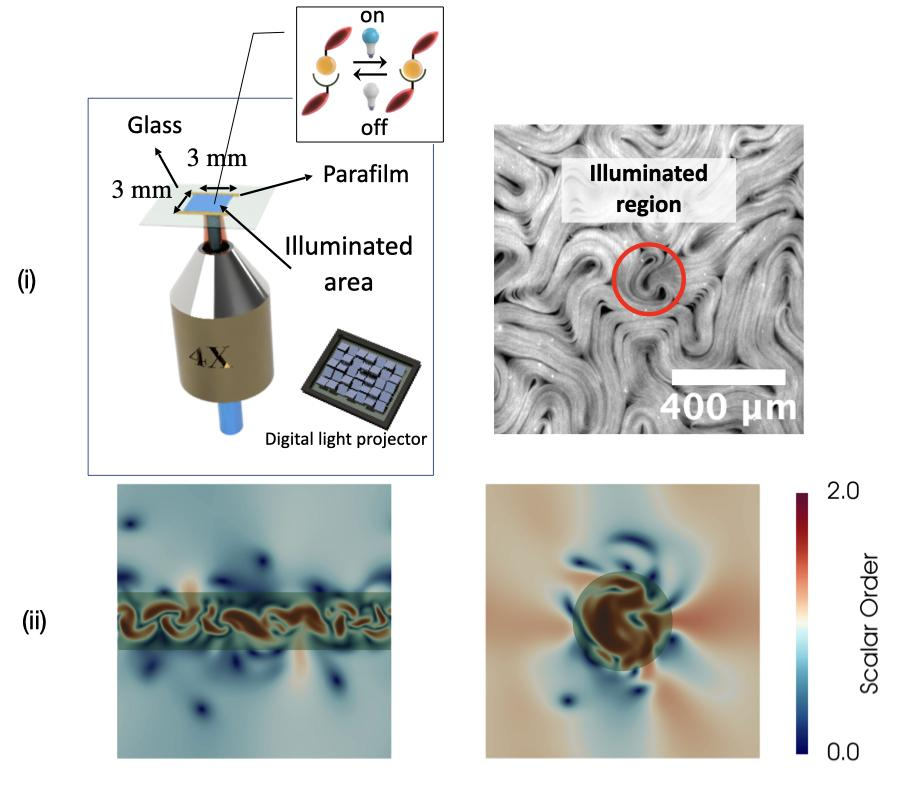 on
off
Glass
3 mm
3 mm
Parafilm
Illuminated
area
(i)
4X
Digital light projector
Illuminated
region
400 µm
(ii)
2.0
Scalar Order
0.0